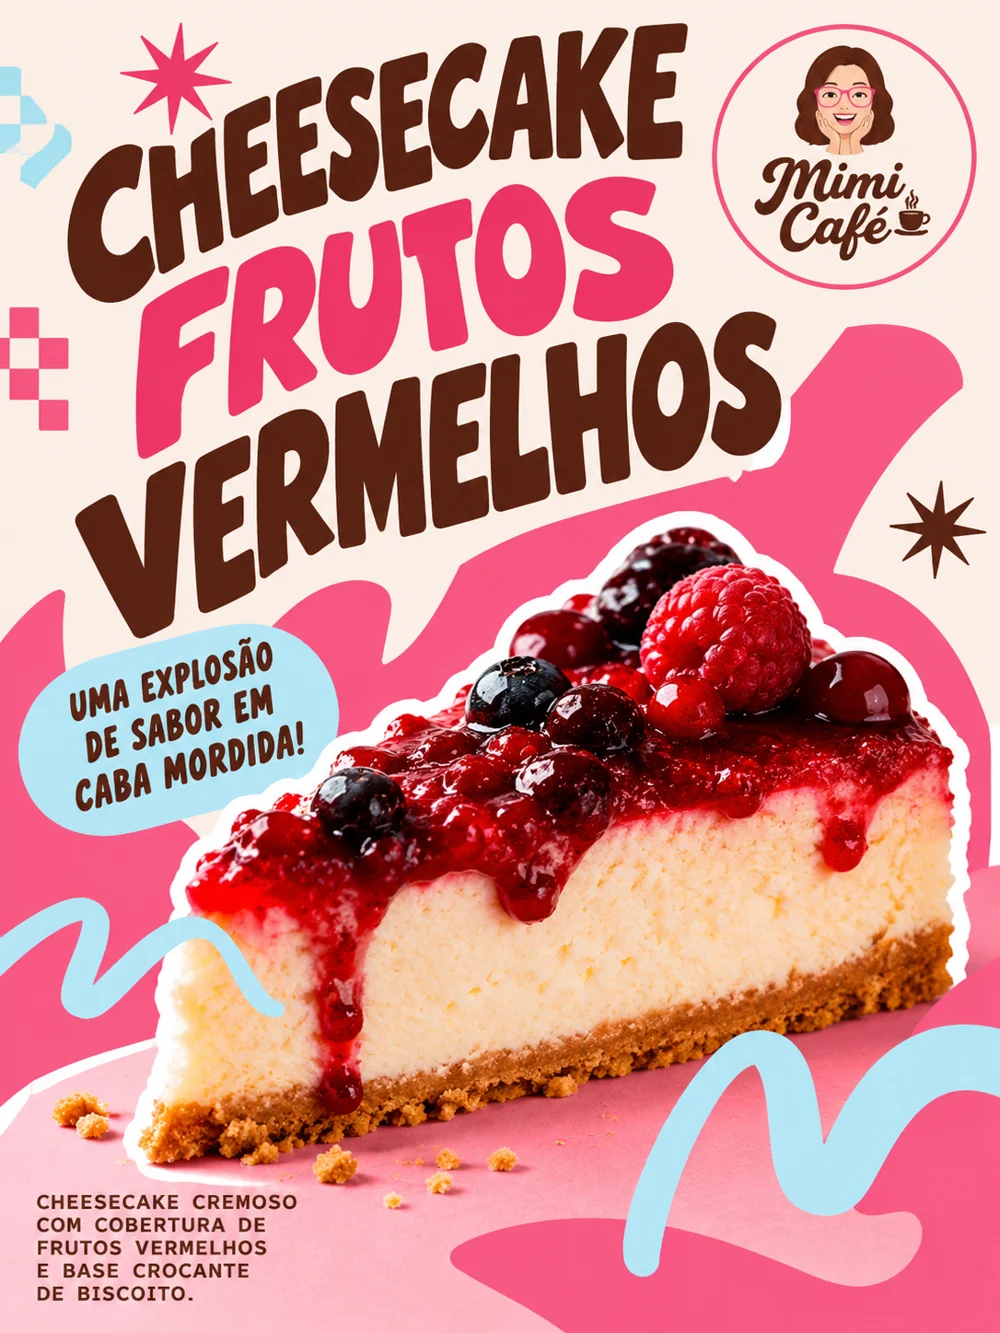 CHEESECAKE
FRUTOS
VERMELHOS
Mimi
Café
UMA EXPLOSÃO
DE SABOR EM
CABA MORDIDA!
CHEESECAKE CREMOSO
COM COBERTURA DE
FRUTOS VERMELHOS
E BASE CROCANTE
DE BISCOITO.